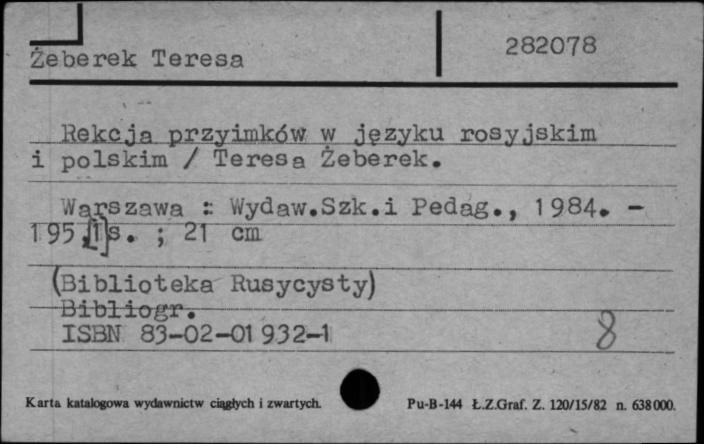 Żeberek Teresa
282078
Rekcja przyimków w języku rosyjskim
i polskim / Teresa Żeberek.
Warszawa : Wydaw.Szk.i Pedag., 1984. -
195,[1]s. ; 21 cm
(Biblioteka Rusycysty)
Bibliogr.
ISBN 83-02-01932-1
8
Karta katalogowa wydawnictw ciągłych i zwartych.
Pu-B-144 Ł.Z.Graf. Z. 120/15/82 n. 638000.